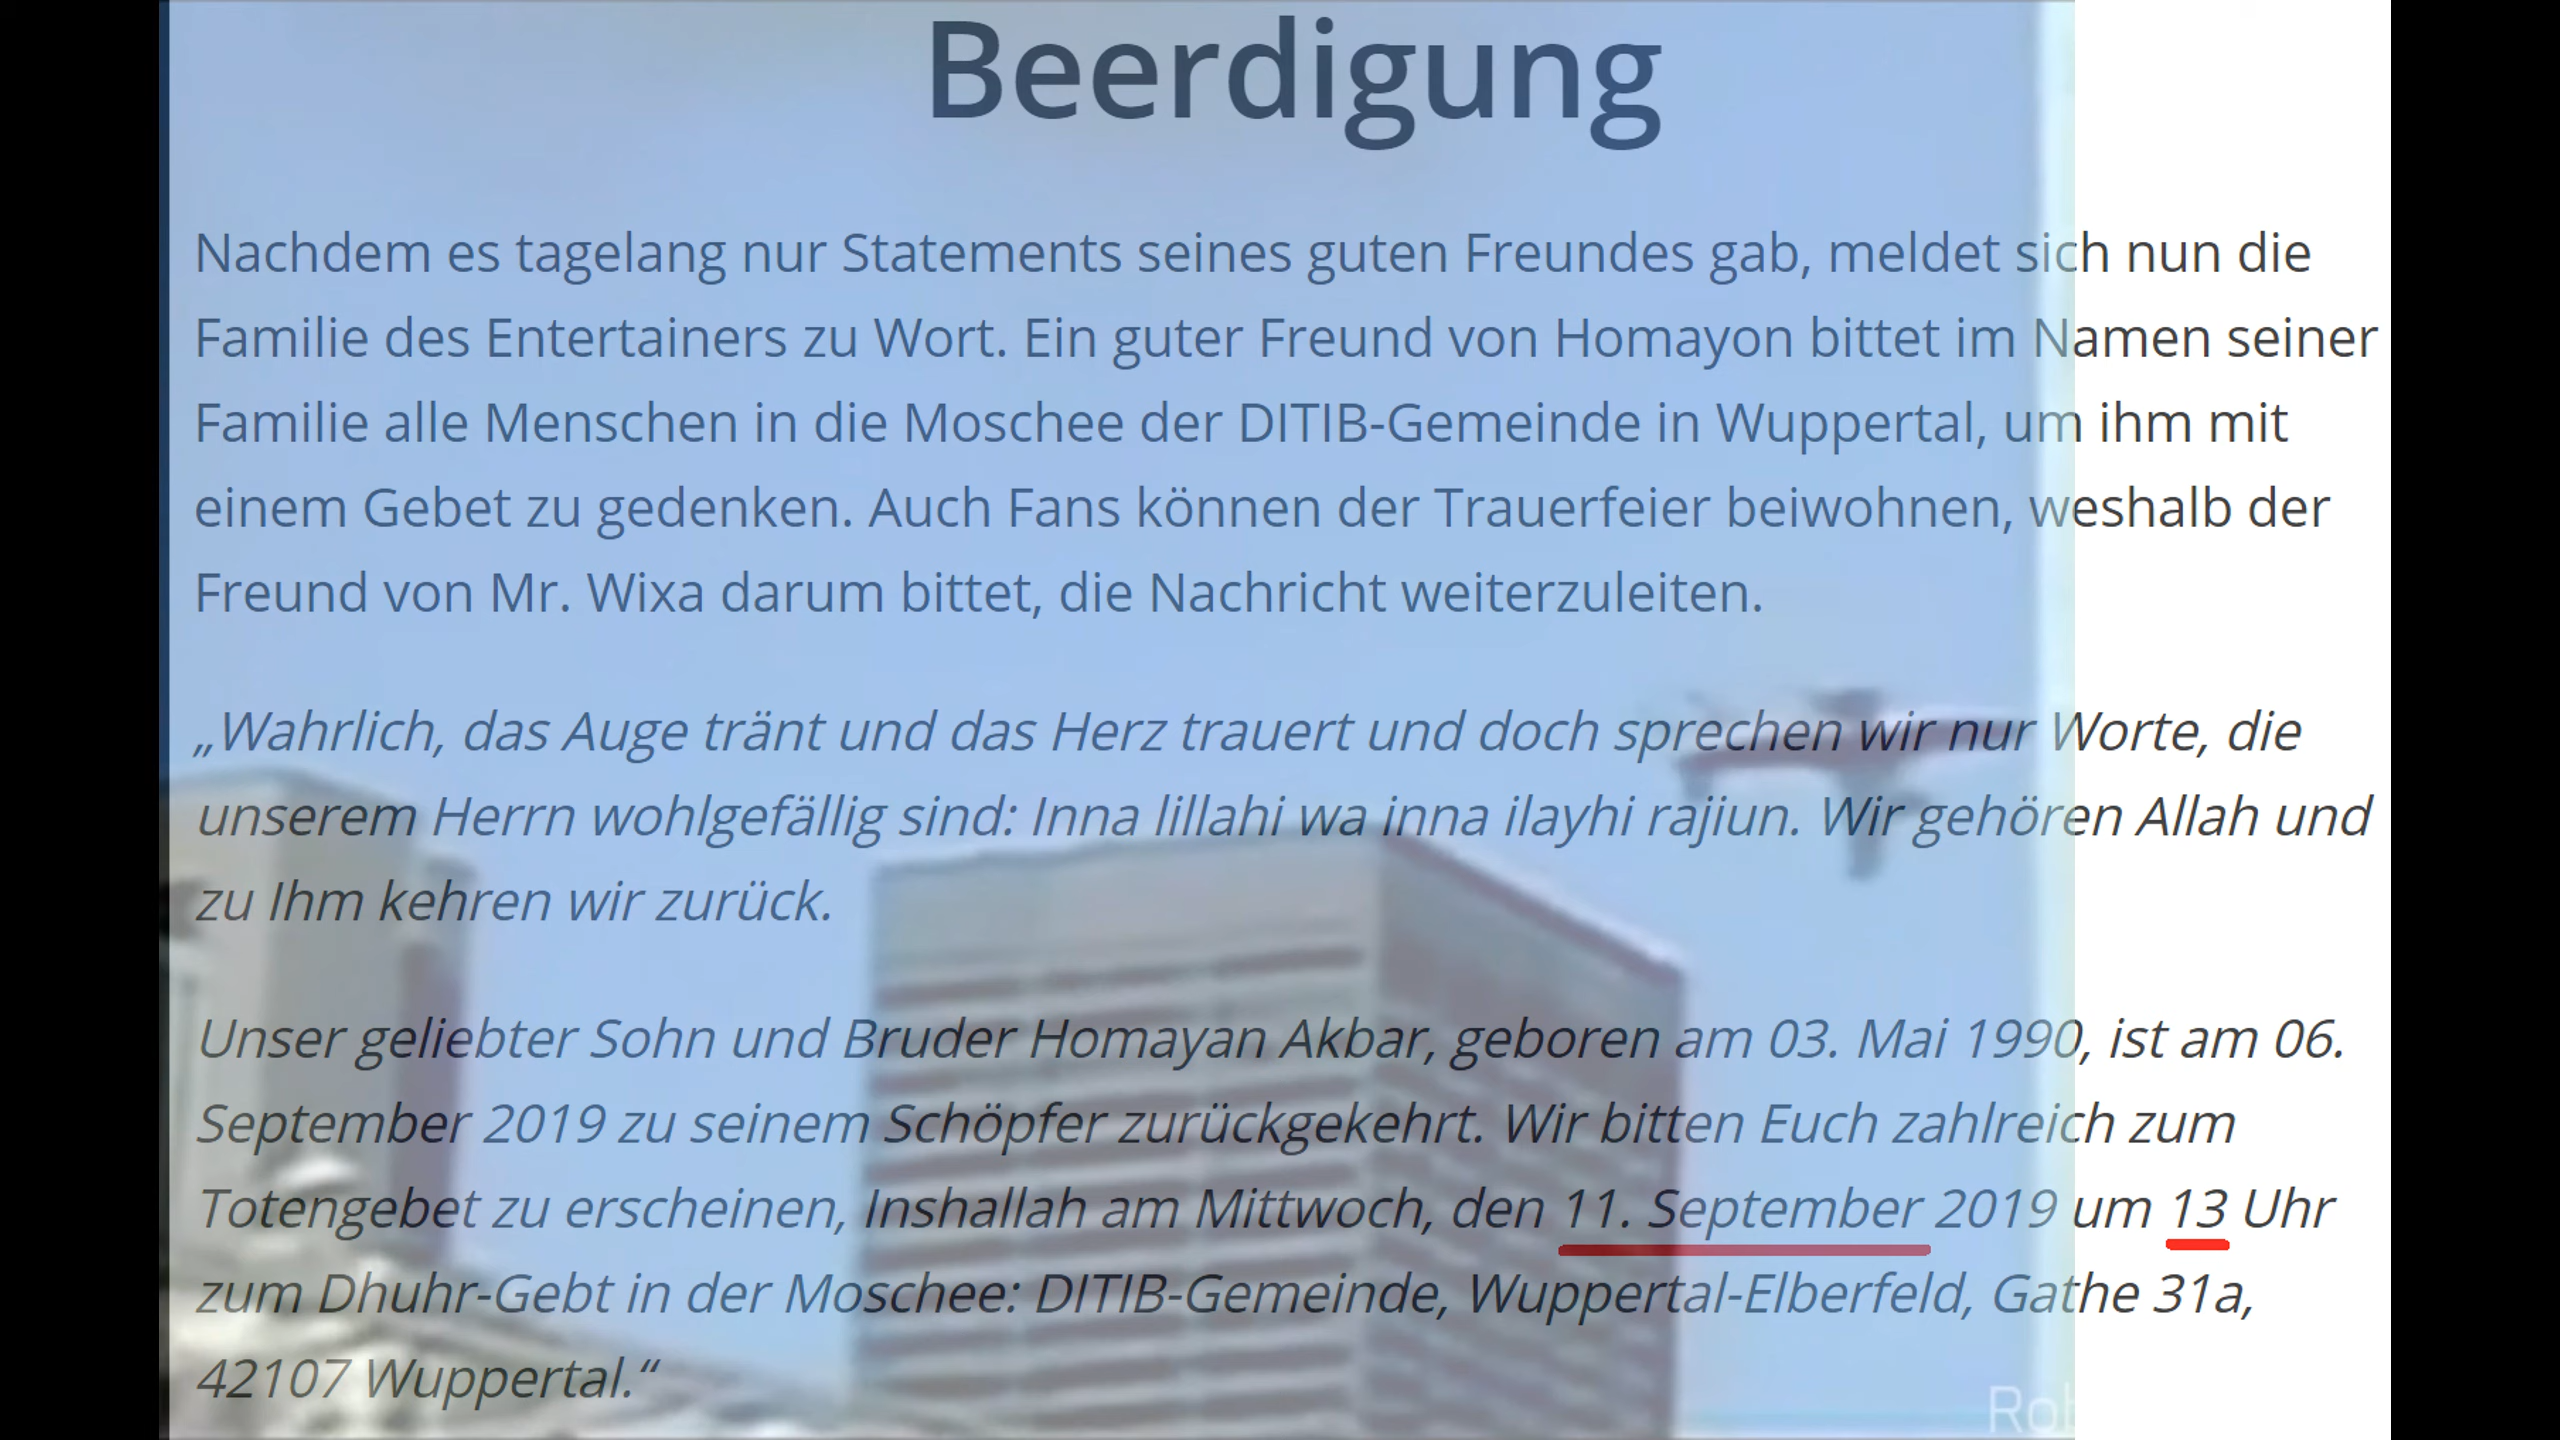 Beerdigung
Nachdem es tagelang nur Statements seines guten Freundes gab, meldet sich nun die
Familie des Entertainers zu Wort. Ein guter Freund von Homayon bittet im Namen seiner
Familie alle Menschen in die Moschee der DITIB-Gemeinde in Wuppertal, um ihm mit
einem Gebet zu gedenken. Auch Fans können der Trauerfeier beiwohnen, weshalb der
Freund von Mr. Wixa darum bittet, die Nachricht weiterzuleiten.
„Wahrlich, das Auge tränt und das Herz trauert und doch sprechen wir nur Worte, die
unserem Herrn wohlgefällig sind: Inna lillahi wa inna ilayhi rajiun. Wir gehören Allah und
zu Ihm kehren wir zurück.
Unser geliebter Sohn und Bruder Homayan Akbar, geboren am 03. Mai 1990, ist am 06.
September 2019 zu seinem Schöpfer zurückgekehrt. Wir bitten Euch zahlreich zum
Totengebet zu erscheinen, Inshallah am Mittwoch, den 11. September 2019 um 13 Uhr
zum Dhuhr-Gebt in der Moschee: DITIB-Gemeinde, Wuppertal-Elberfeld, Gathe 31a,
42107 Wuppertal.“